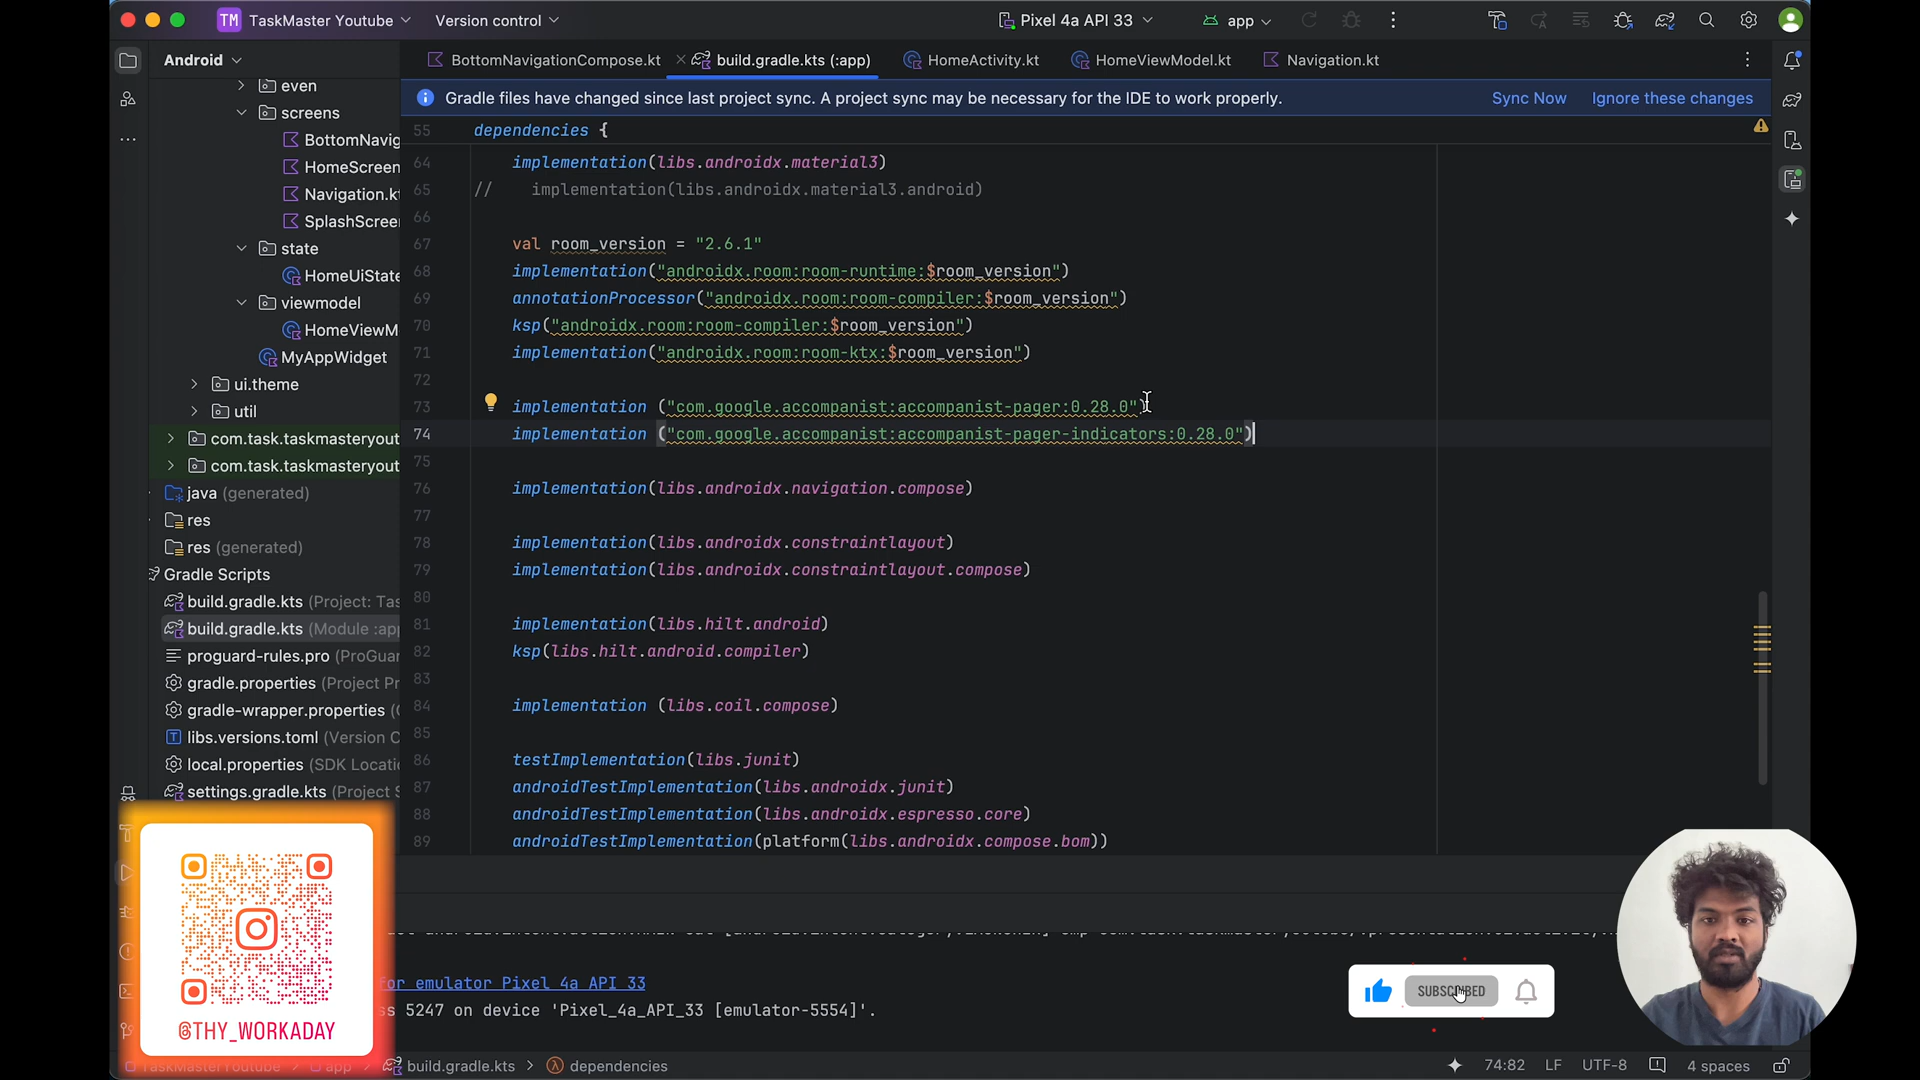 TM TaskMaster Youtube Version control Pixel 4a API 33 app
Android
BottomNavigationCompose.kt build.gradle.kts (:app) HomeActivity.kt HomeViewModel.kt Navigation.kt
Gradle files have changed since last project sync. A project sync may be necessary for the IDE to work properly. Sync Now Ignore these changes
even
screens
BottomNavig
HomeScreen
Navigation.kt
SplashScree
state
HomeUiState
viewmodel
HomeViewM
MyAppWidget
ui.theme
util
com.task.taskmasteryout
com.task.taskmasteryout
java (generated)
res
res (generated)
Gradle Scripts
build.gradle.kts (Project: Tas
build.gradle.kts (Module :app
proguard-rules.pro (ProGuar
gradle.properties (Project Pr
gradle-wrapper.properties (G
libs.versions.toml (Version C
local.properties (SDK Locatio
settings.gradle.kts (Project S
55 dependencies {
64 implementation(libs.androidx.material3)
65 // implementation(libs.androidx.material3.android)
66
67 val room_version = "2.6.1"
68 implementation("androidx.room:room-runtime:$room_version")
69 annotationProcessor("androidx.room:room-compiler:$room_version")
70 ksp("androidx.room:room-compiler:$room_version")
71 implementation("androidx.room:room-ktx:$room_version")
72
73 implementation ("com.google.accompanist:accompanist-pager:0.28.0")
74 implementation ("com.google.accompanist:accompanist-pager-indicators:0.28.0")
75
76 implementation(libs.androidx.navigation.compose)
77
78 implementation(libs.androidx.constraintlayout)
79 implementation(libs.androidx.constraintlayout.compose)
80
81 implementation(libs.hilt.android)
82 ksp(libs.hilt.android.compiler)
83
84 implementation (libs.coil.compose)
85
86 testImplementation(libs.junit)
87 androidTestImplementation(libs.androidx.junit)
88 androidTestImplementation(libs.androidx.espresso.core)
89 androidTestImplementation(platform(libs.androidx.compose.bom))
for emulator Pixel 4a API 33
ss 5247 on device 'Pixel_4a_API_33 [emulator-5554]'.
@THY_WORKADAY
SUBSCRIBED
TaskMasterYoutube app build.gradle.kts dependencies 74:82 LF UTF-8 4 spaces